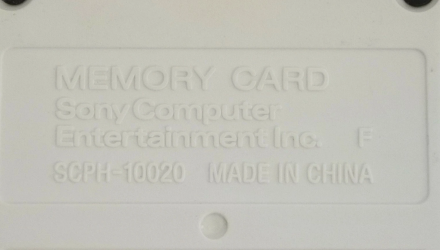 MEMORY CARD
Sony Computer
Entertainment Inc. F
SCPH-10020 MADE IN CHINA